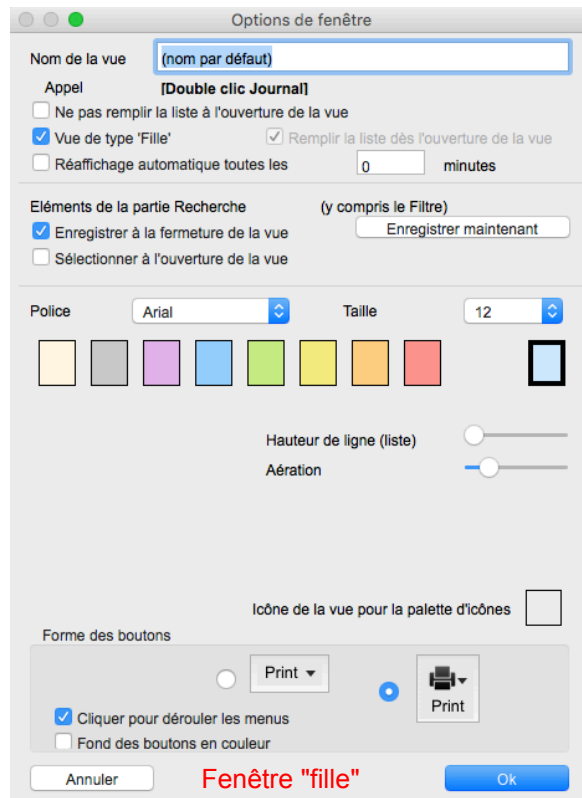 Options de fenêtre
Nom de la vue (nom par défaut)
Appel [Double clic Journal]
Ne pas remplir la liste à l'ouverture de la vue
Vue de type 'Fille' Remplir la liste dès l'ouverture de la vue
Réaffichage automatique toutes les 0 minutes
Eléments de la partie Recherche (y compris le Filtre)
Enregistrer à la fermeture de la vue Enregistrer maintenant
Sélectionner à l'ouverture de la vue
Police Arial Taille 12
Hauteur de ligne (liste)
Aération
Icône de la vue pour la palette d'icônes
Forme des boutons
Print
Print
Cliquer pour dérouler les menus
Fond des boutons en couleur
Annuler Fenêtre "fille" Ok